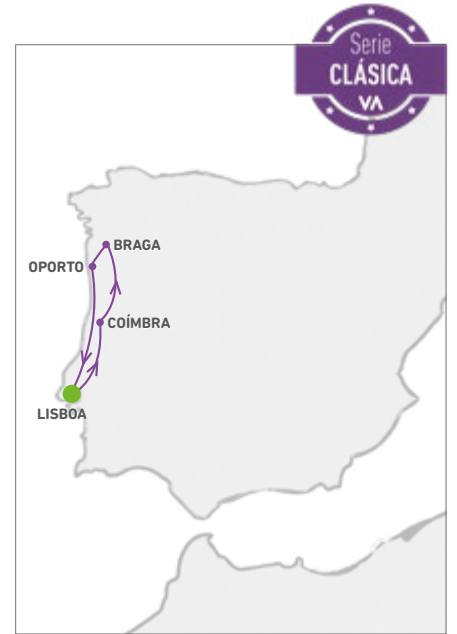 Serie
CLÁSICA
VA
BRAGA
OPORTO
COÍMBRA
LISBOA